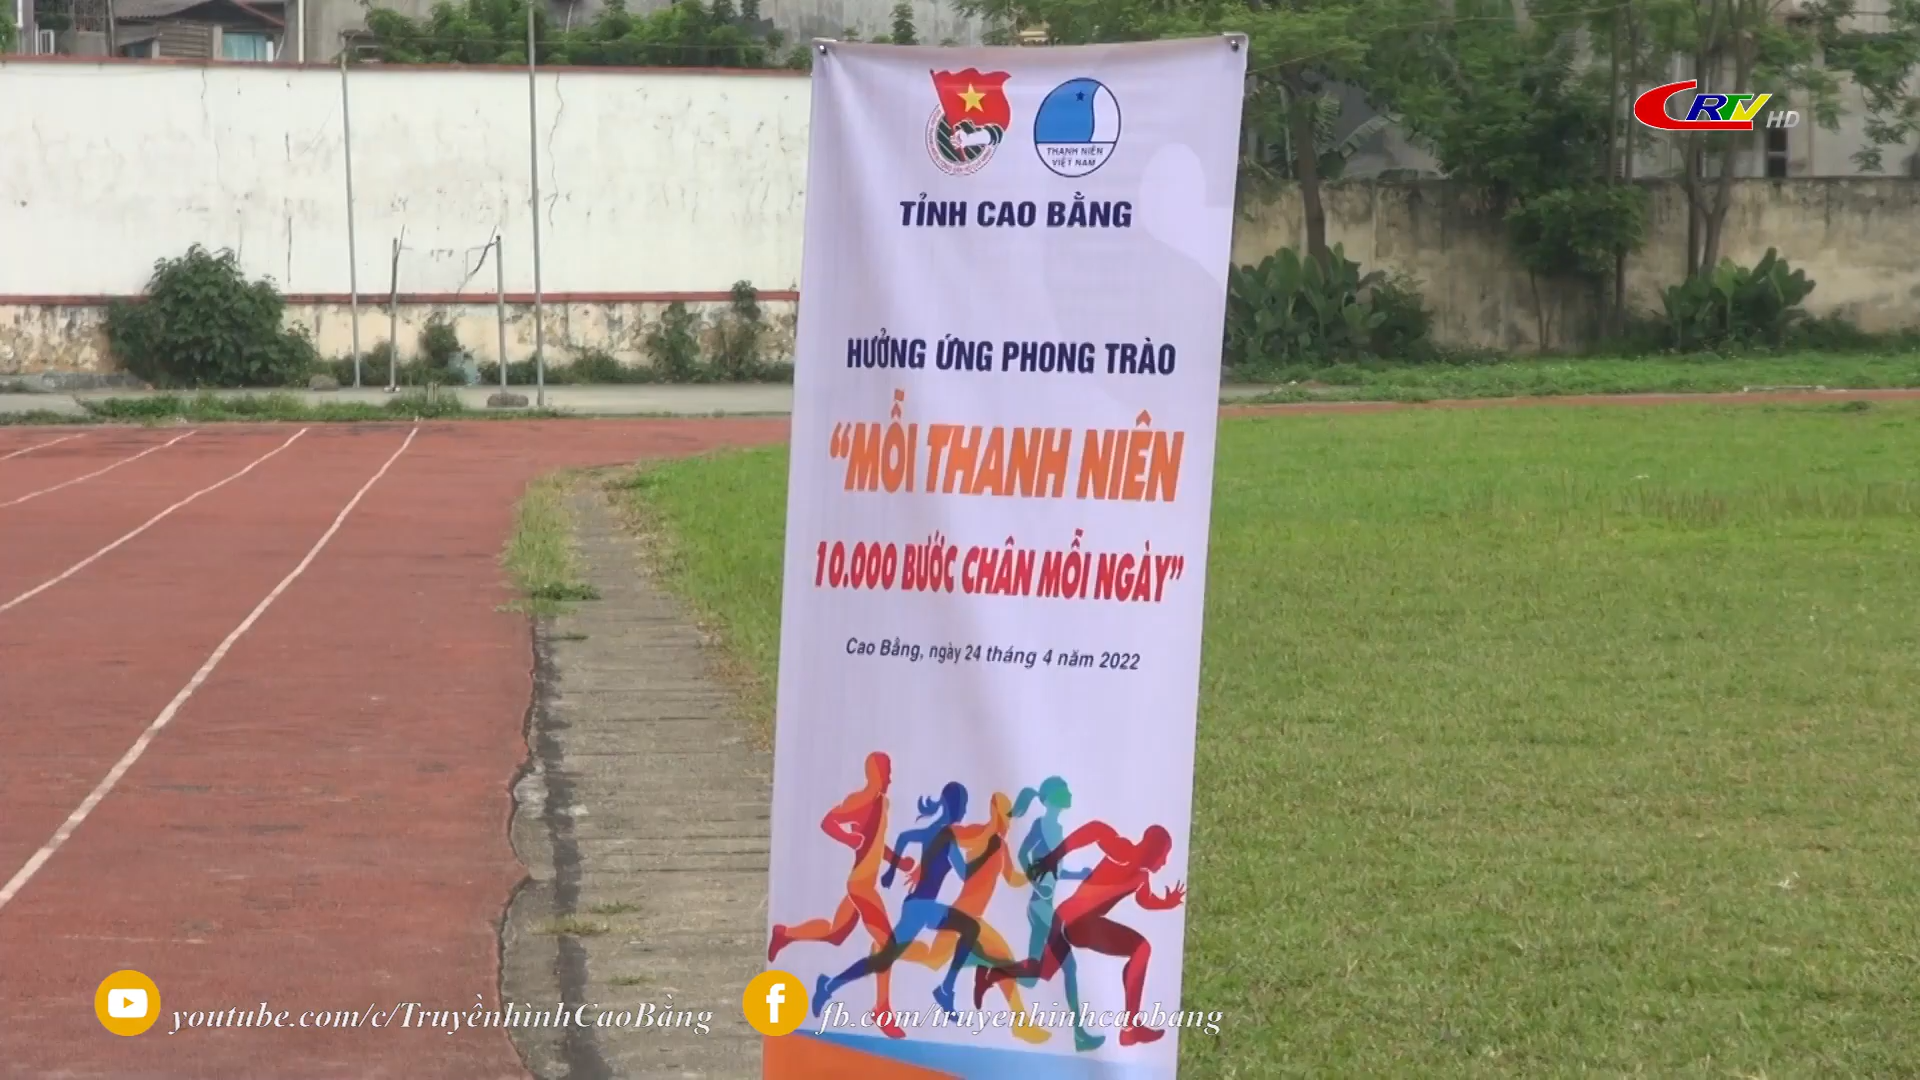 CRTV HD
THANH NIÊN
VIỆT NAM
TỈNH CAO BẰNG
HƯỞNG ỨNG PHONG TRÀO
“MỖI THANH NIÊN
10.000 BƯỚC CHÂN MỖI NGÀY”
Cao Bằng, ngày 24 tháng 4 năm 2022
youtube.com/c/TruyềnhìnhCaoBằng
fb.com/truyenhinhcaobang